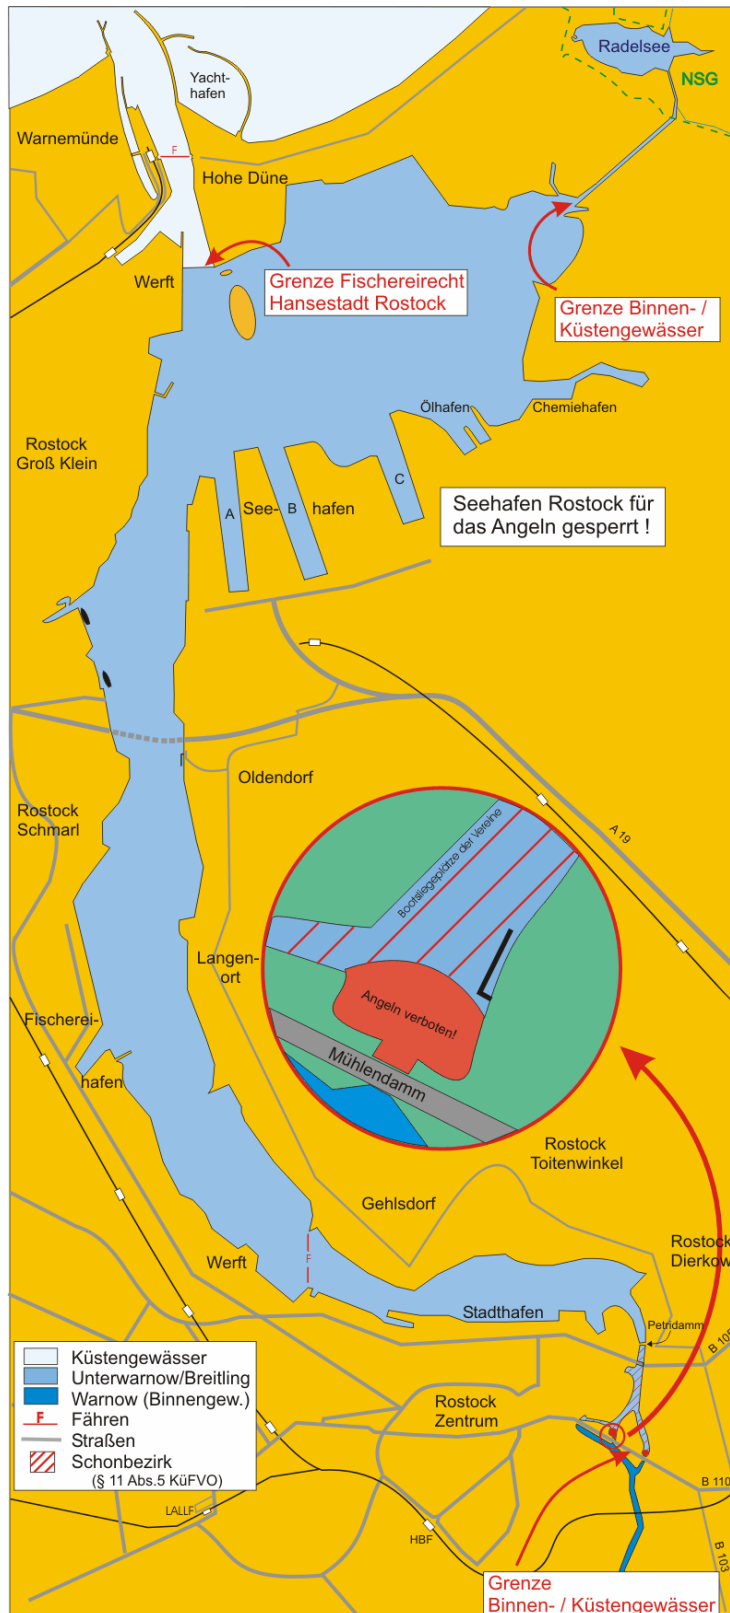 Radelsee
NSG
Yacht-
hafen
Warnemünde
F
Hohe Düne
Werft
Grenze Fischereirecht
Hansestadt Rostock
Grenze Binnen- /
Küstengewässer
Ölhafen
Chemiehafen
Rostock
Groß Klein
C
A See- B hafen
Seehafen Rostock für
das Angeln gesperrt !
Oldendorf
Rostock
Schmarl
A 19
Bootsliegeplätze der Vereine
Langen-
ort
Angeln verboten!
Fischerei-
hafen
Mühlendamm
Rostock
Toitenwinkel
Gehlsdorf
Rostock
Dierkow
Werft
F
Stadthafen
Petridamm
B 105
Küstengewässer
Unterwarnow/Breitling
Warnow (Binnengew.)
F Fähren
Straßen
Schonbezirk
(§ 11 Abs.5 KüFVO)
Rostock
Zentrum
B 110
LALLF
HBF
B 103
Grenze
Binnen- / Küstengewässer